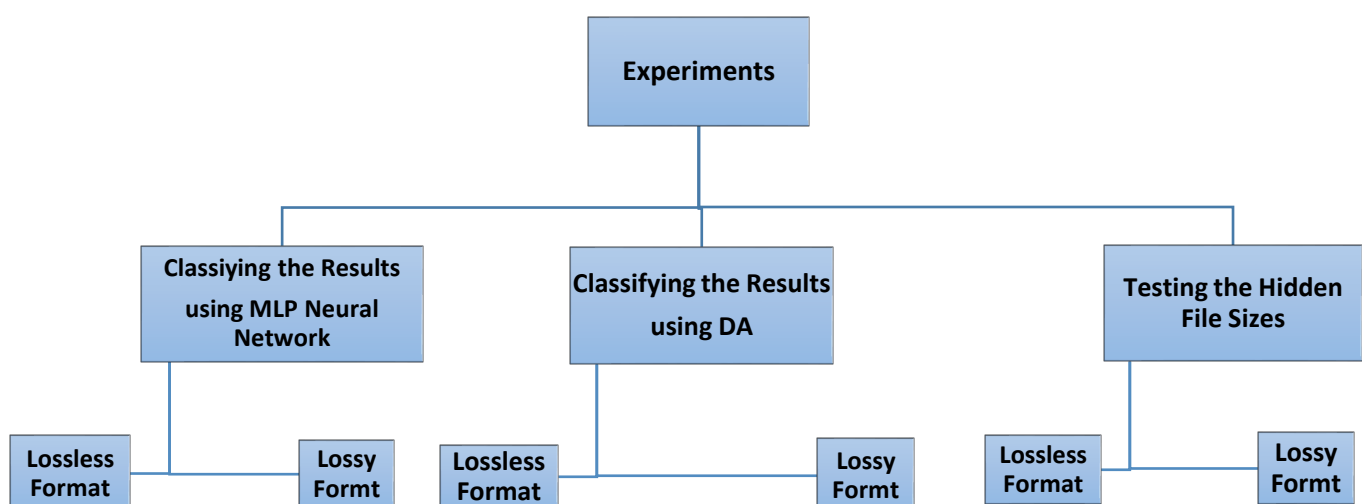 Experiments
Classiying the Results
using MLP Neural
Network
Classifying the Results
using DA
Testing the Hidden
File Sizes
Lossless
Format
Lossy
Formt
Lossless
Format
Lossy
Formt
Lossless
Format
Lossy
Formt